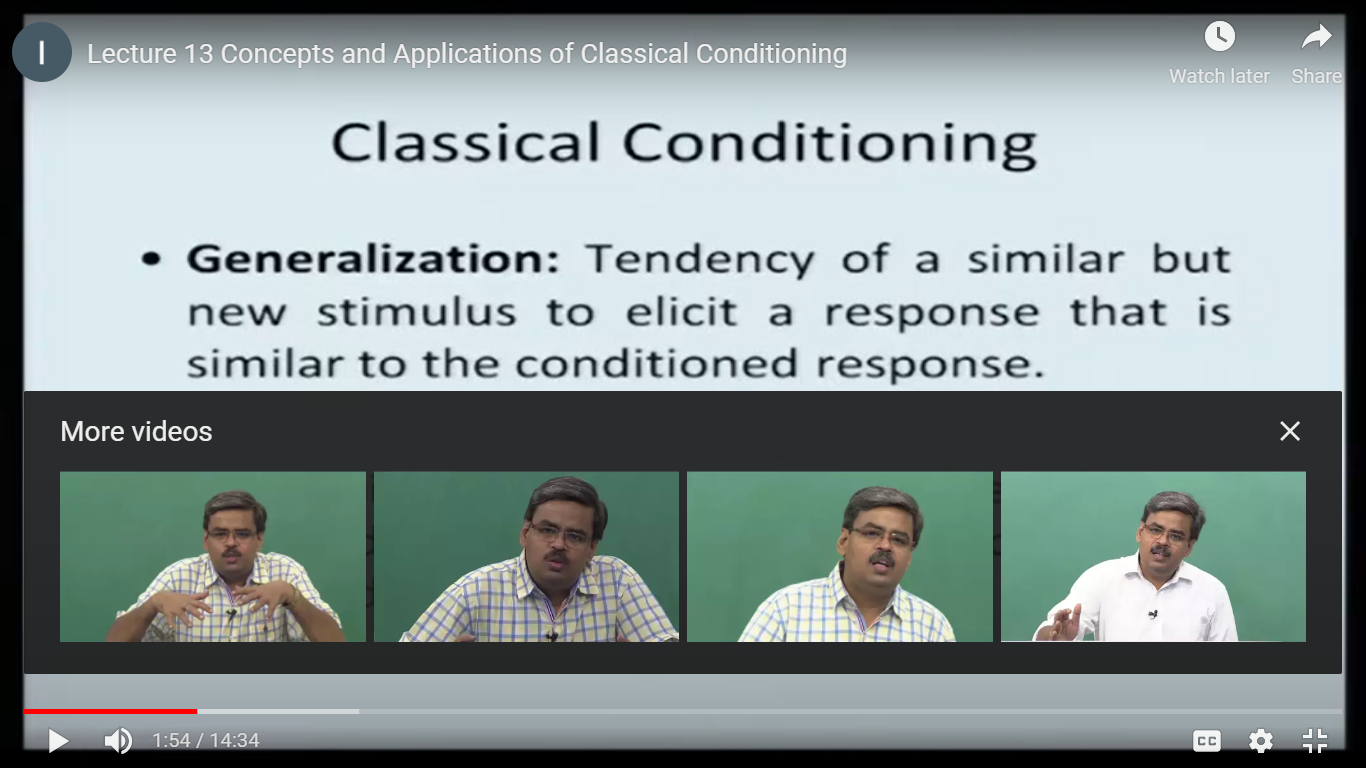 I
Lecture 13 Concepts and Applications of Classical Conditioning
Watch later
Share
Classical Conditioning
• Generalization: Tendency of a similar but
new stimulus to elicit a response that is
similar to the conditioned response.
More videos
1:54 / 14:34
CC